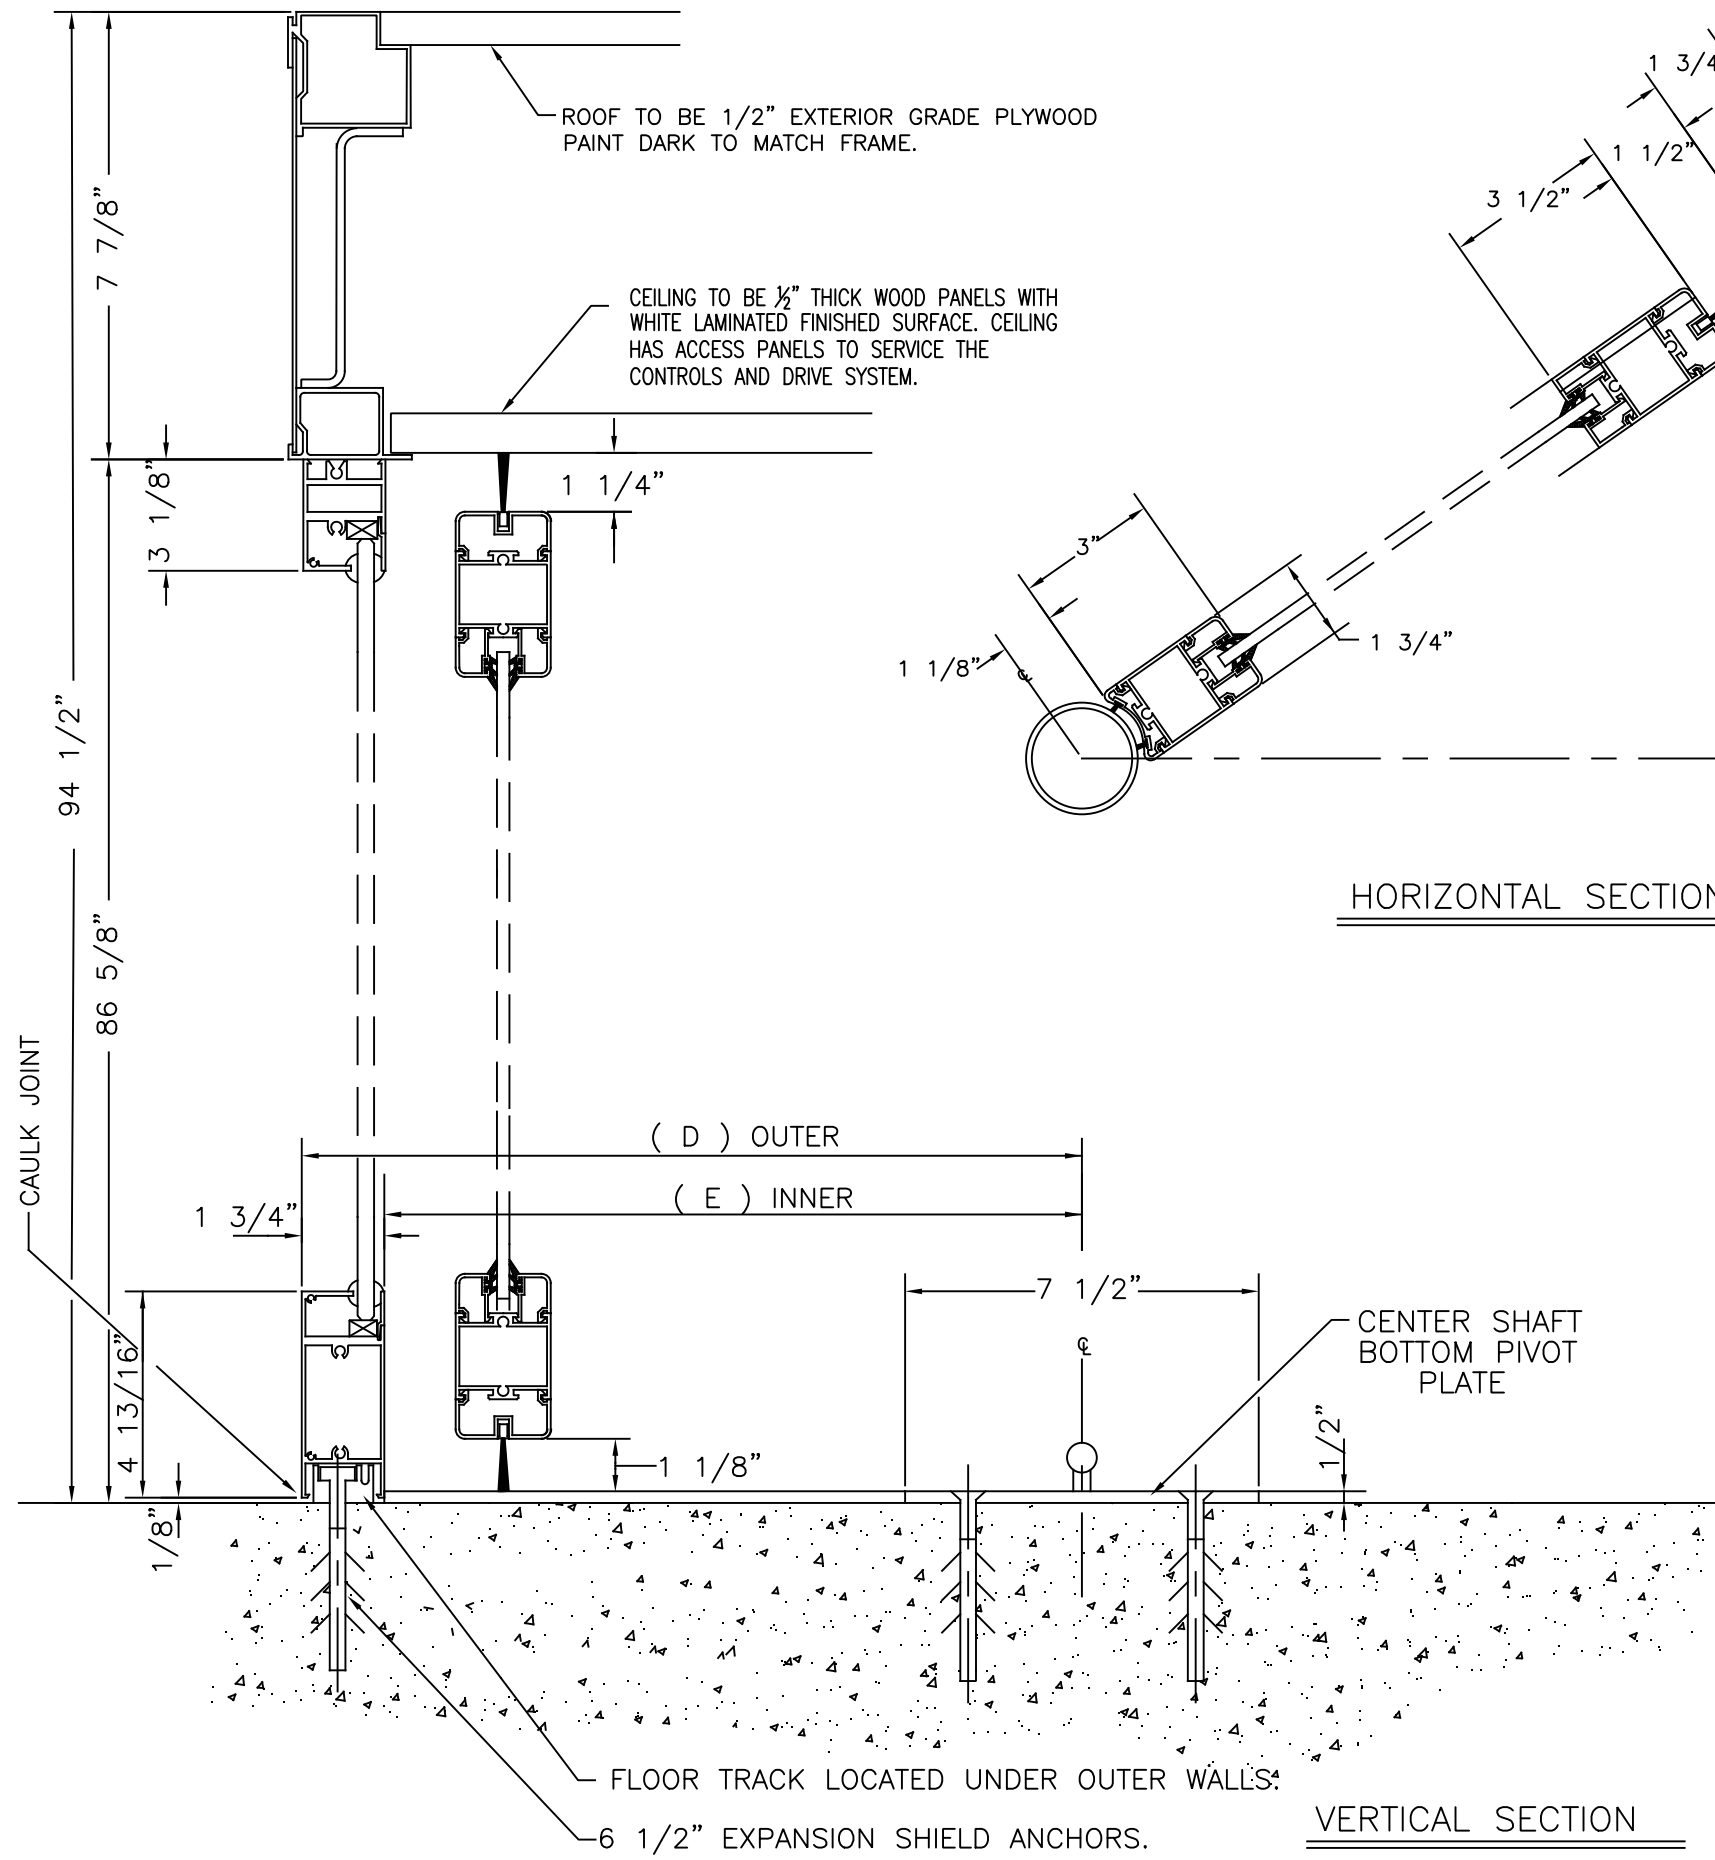 ROOF TO BE 1/2" EXTERIOR GRADE PLYWOOD
PAINT DARK TO MATCH FRAME.
7 7/8"
CEILING TO BE ½" THICK WOOD PANELS WITH
WHITE LAMINATED FINISHED SURFACE. CEILING
HAS ACCESS PANELS TO SERVICE THE
CONTROLS AND DRIVE SYSTEM.
3 1/8"
1 1/4"
94 1/2"
86 5/8"
CAULK JOINT
( D ) OUTER
( E ) INNER
1 3/4"
7 1/2"
℄
CENTER SHAFT
BOTTOM PIVOT
PLATE
4 13/16"
1 1/8"
1/2"
1/8"
FLOOR TRACK LOCATED UNDER OUTER WALLS.
6 1/2" EXPANSION SHIELD ANCHORS.
VERTICAL SECTION
1 3/4
1 1/2"
3 1/2"
3"
1 3/4"
1 1/8"
℄
HORIZONTAL SECTION